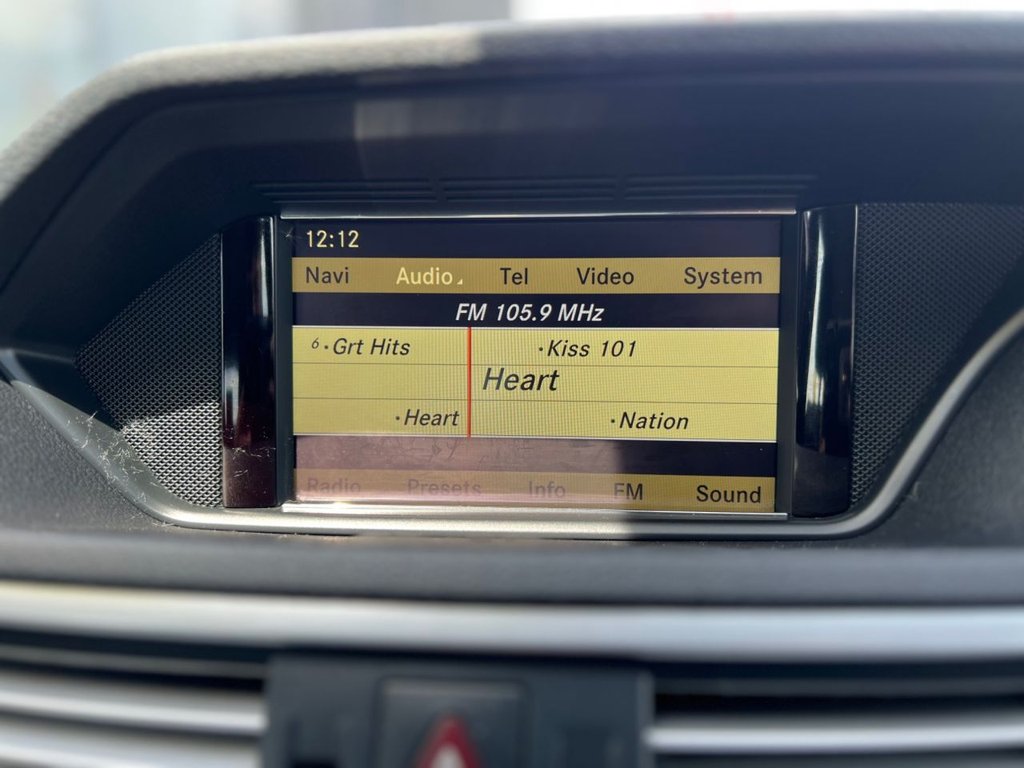 12:12
Navi Audio Tel Video System
FM 105.9 MHz
6 · Grt Hits · Kiss 101
Heart
· Heart · Nation
Radio Presets Info FM Sound